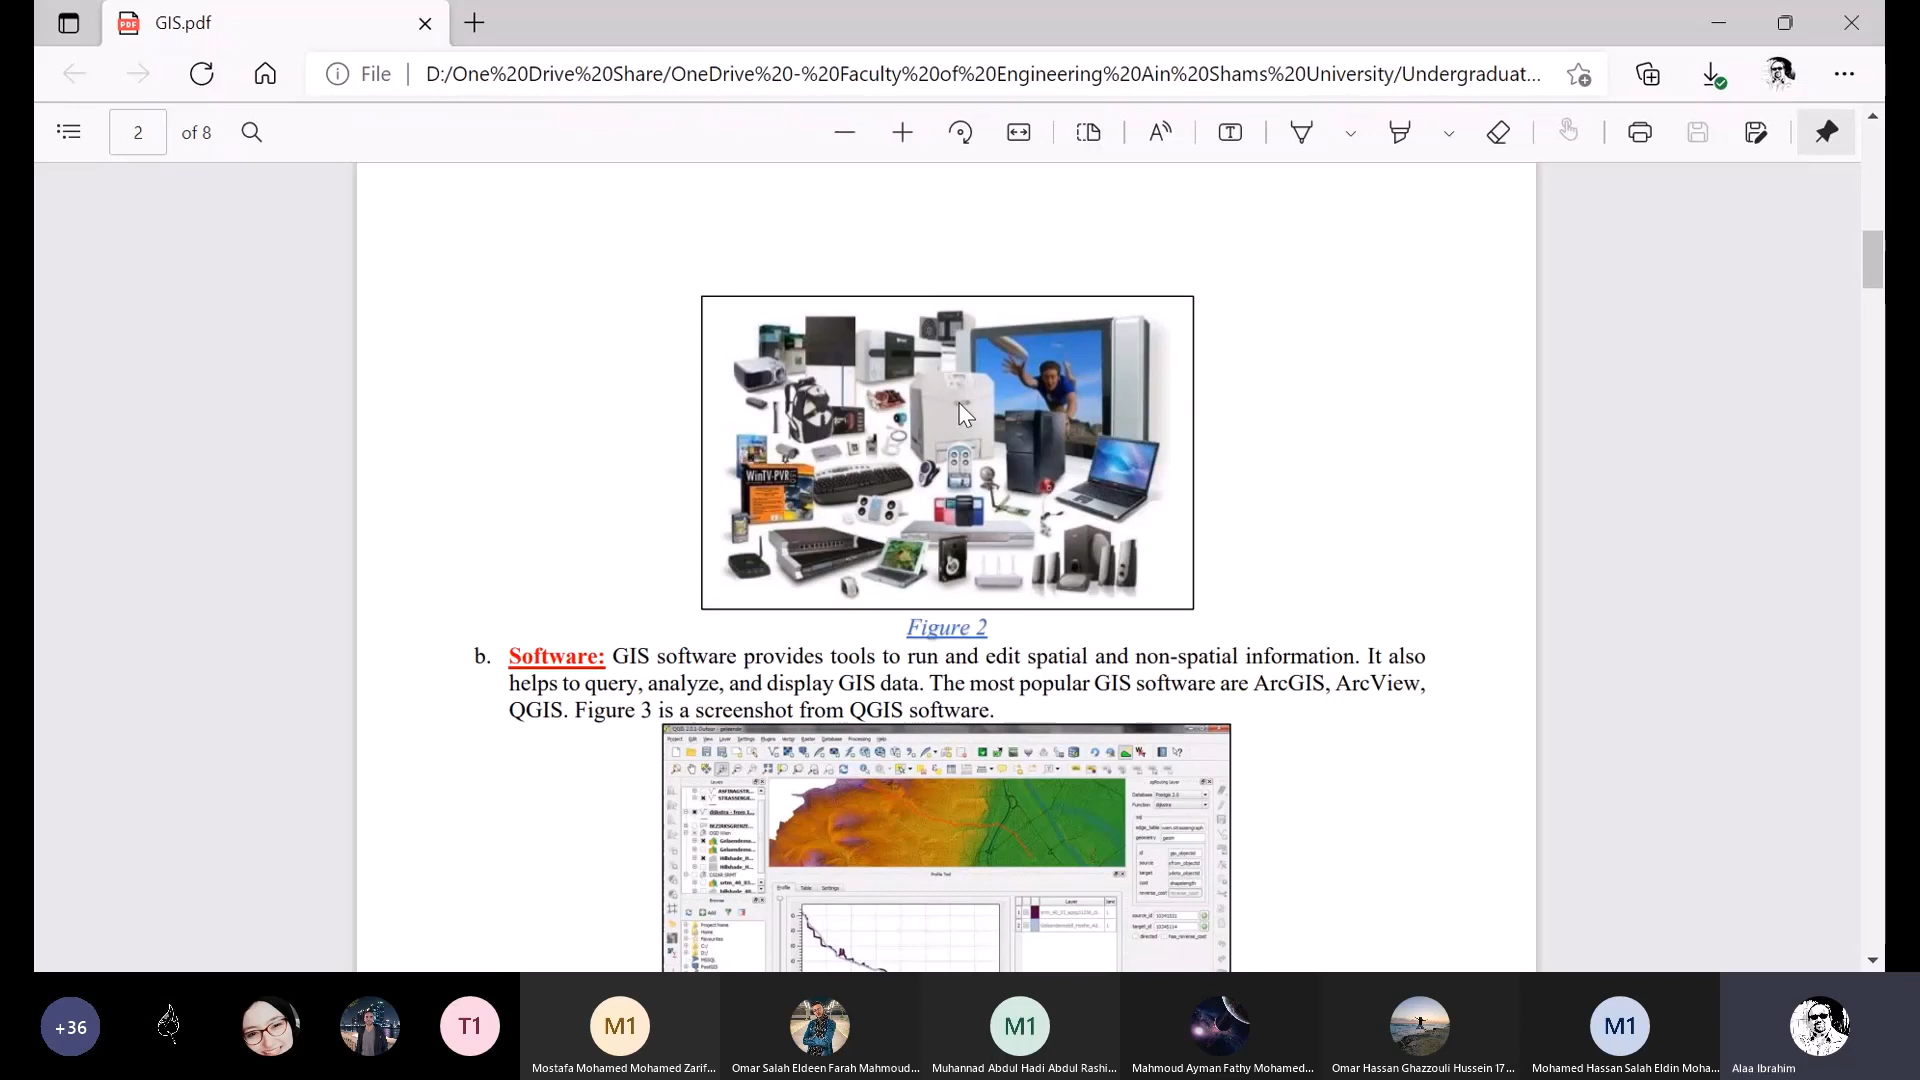 GIS.pdf
File
D:/One%20Drive%20Share/OneDrive%20-%20Faculty%20of%20Engineering%20Ain%20Shams%20University/Undergraduat...
2
of 8
WinTV-PVR
Figure 2
b. Software: GIS software provides tools to run and edit spatial and non-spatial information. It also
helps to query, analyze, and display GIS data. The most popular GIS software are ArcGIS, ArcView,
QGIS. Figure 3 is a screenshot from QGIS software.
Profile Table Settings
+36
T1
M1
M1
M1
Mostafa Mohamed Mohamed Zarif...
Omar Salah Eldeen Farah Mahmoud...
Muhannad Abdul Hadi Abdul Rashi...
Mahmoud Ayman Fathy Mohamed...
Omar Hassan Ghazzouli Hussein 17...
Mohamed Hassan Salah Eldin Moha...
Alaa Ibrahim